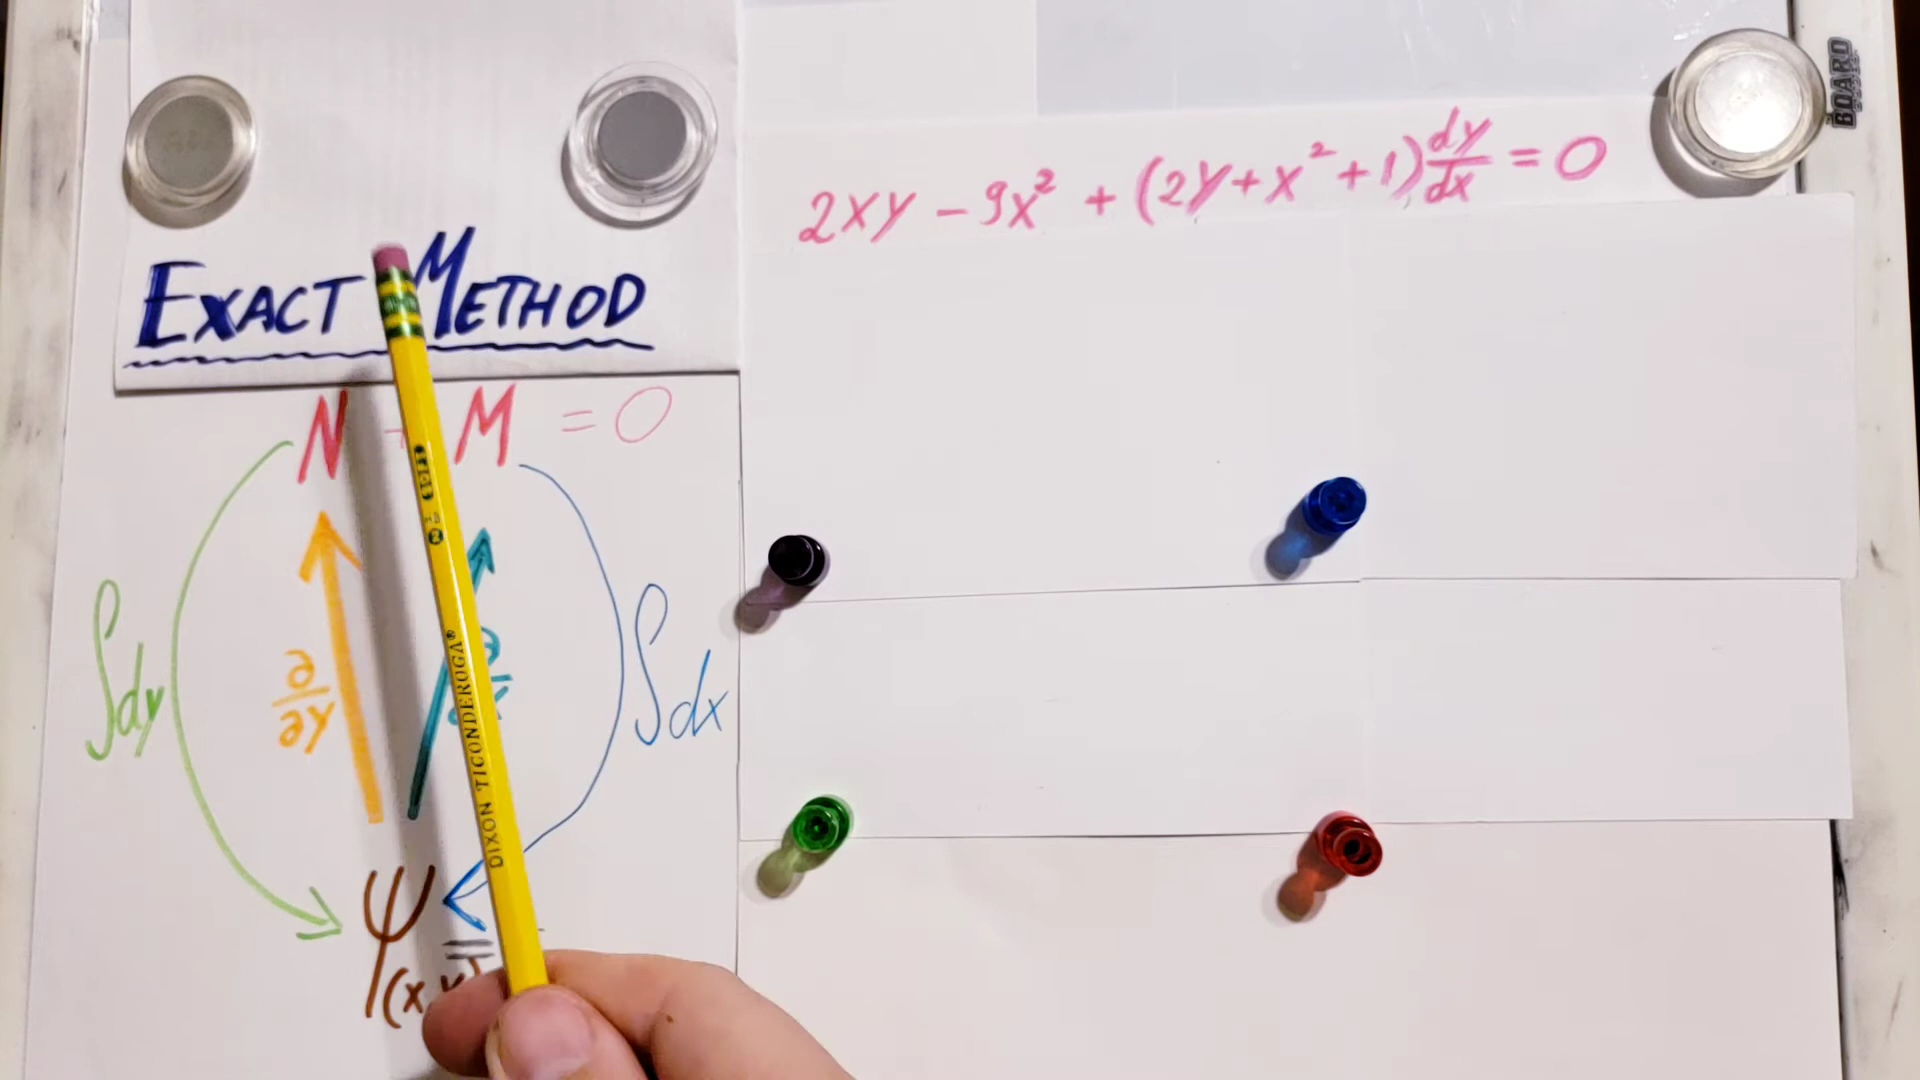 2xy - 9x² + (2y + x² + 1) dy/dx = 0
EXACT METHOD
N + M = 0
∫dy
∂/∂y
∫dx
ψ
(x,y)
DIXON TICONDEROGA®
BOARD